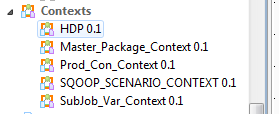 Contexts
HDP 0.1
Master_Package_Context 0.1
Prod_Con_Context 0.1
SQOOP_SCENARIO_CONTEXT 0.1
SubJob_Var_Context 0.1